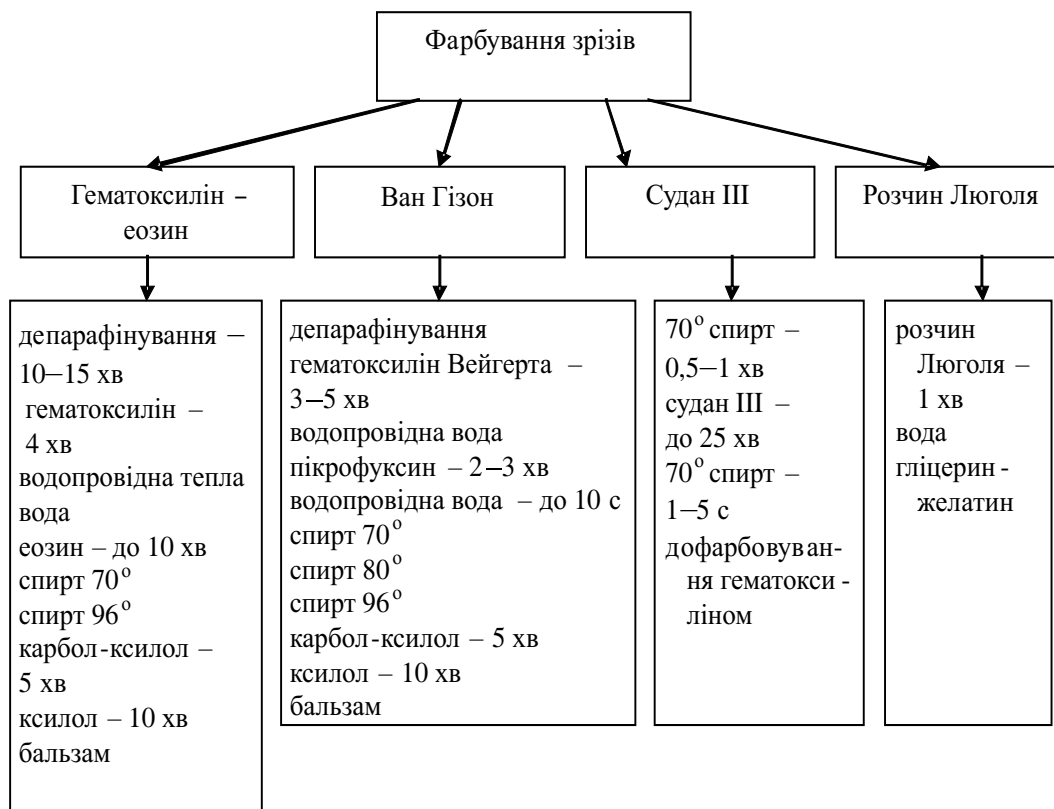 Фарбування зрізів
Гематоксилін –
еозин
Ван Гізон
Судан III
Розчин Люголя
депарафінування –
10–15 хв
гематоксилін –
4 хв
водопровідна тепла
вода
еозин – до 10 хв
спирт 70°
спирт 96°
карбол-ксилол –
5 хв
ксилол – 10 хв
бальзам
депарафінування
гематоксилін Вейгерта –
3–5 хв
водопровідна вода
пікрофуксин – 2–3 хв
водопровідна вода – до 10 с
спирт 70°
спирт 80°
спирт 96°
карбол-ксилол – 5 хв
ксилол – 10 хв
бальзам
70° спирт –
0,5–1 хв
судан III –
до 25 хв
70° спирт –
1–5 с
дофарбовуван-
ня гематокси-
ліном
розчин
Люголя –
1 хв
вода
гліцерин-
желатин